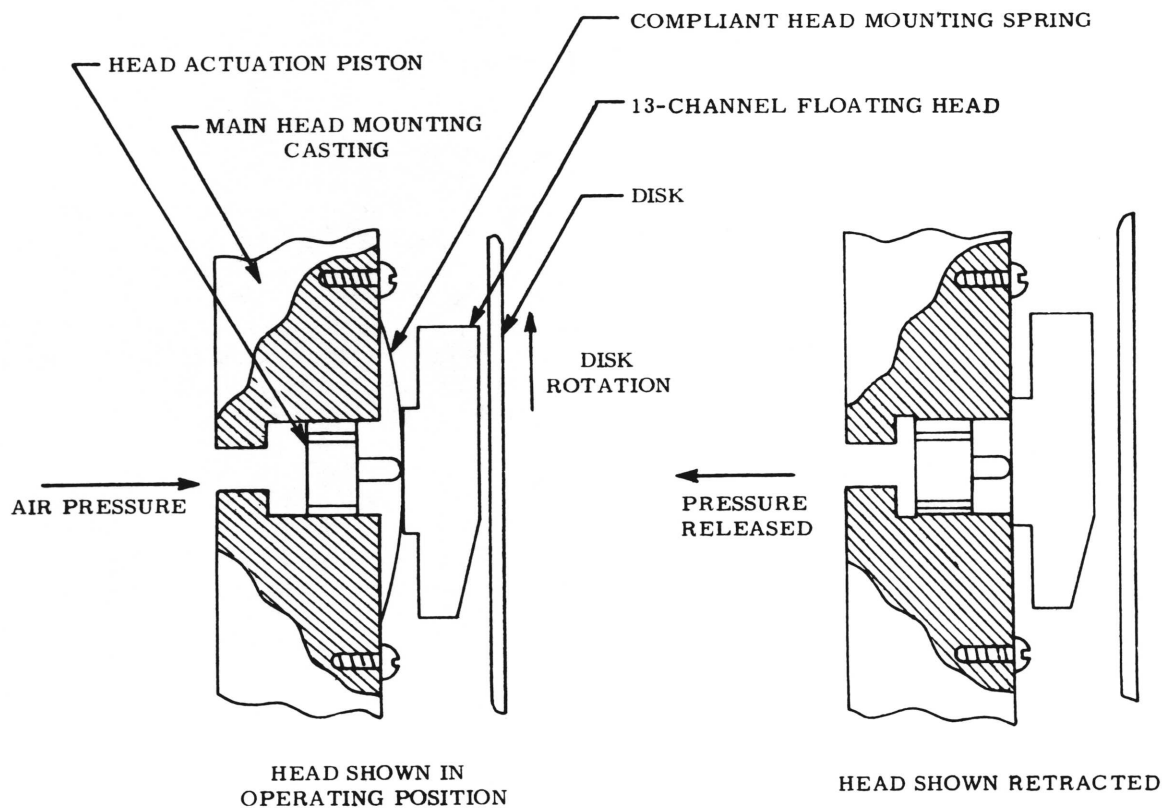 COMPLIANT HEAD MOUNTING SPRING
HEAD ACTUATION PISTON
13-CHANNEL FLOATING HEAD
MAIN HEAD MOUNTING
CASTING
DISK
DISK
ROTATION
AIR PRESSURE
PRESSURE
RELEASED
HEAD SHOWN IN
OPERATING POSITION
HEAD SHOWN RETRACTED